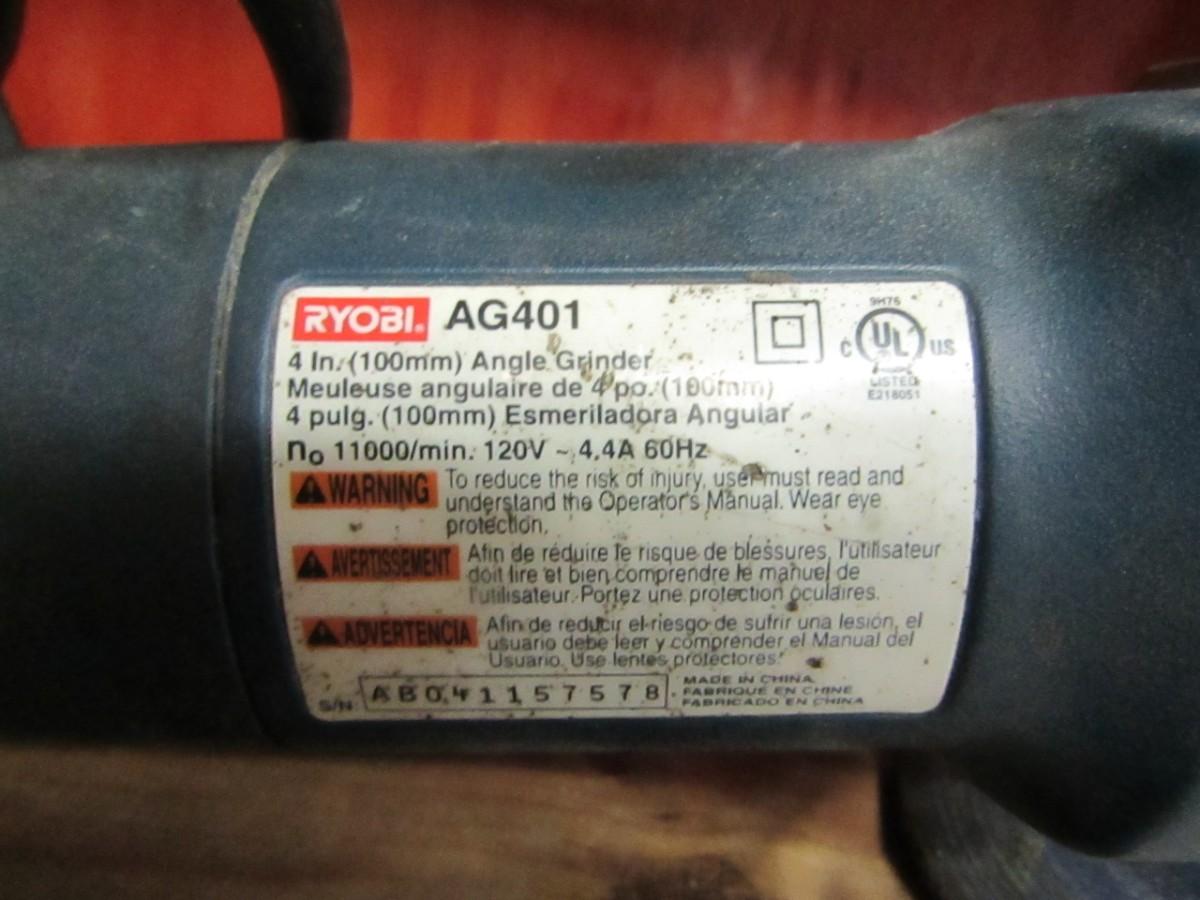 RYOBI. AG401
9H76
C UL US
LISTED
E218051
4 In. (100mm) Angle Grinder
Meuleuse angulaire de 4 po. (100mm)
4 pulg. (100mm) Esmeriladora Angular
no 11000/min. 120V ~ 4.4A 60Hz
WARNING To reduce the risk of injury, user must read and
understand the Operator's Manual. Wear eye
protection.
AVERTISSEMENT Afin de réduire le risque de blessures, l'utilisateur
doit lire et bien comprendre le manuel de
l'utilisateur. Portez une protection oculaires.
ADVERTENCIA Afin de reducir el riesgo de sufrir una lesión, el
usuario debe leer y comprender el Manual del
Usuario. Use lentes protectores.
S/N: AB041157578
MADE IN CHINA
FABRIQUE EN CHINE
FABRICADO EN CHINA